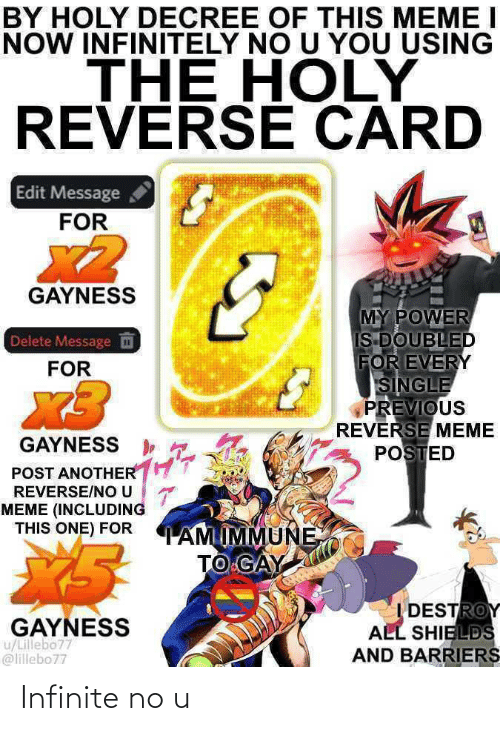 BY HOLY DECREE OF THIS MEME I
NOW INFINITELY NO U YOU USING
THE HOLY
REVERSE CARD
Edit Message
FOR
x2
GAYNESS
Delete Message
FOR
x3
GAYNESS
POST ANOTHER
REVERSE/NO U
MEME (INCLUDING
THIS ONE) FOR
x5
GAYNESS
u/Lillebo77
@lillebo77
MY POWER
IS DOUBLED
FOR EVERY
SINGLE
PREVIOUS
REVERSE MEME
POSTED
I AM IMMUNE
TO GAY
I DESTROY
ALL SHIELDS
AND BARRIERS
Infinite no u